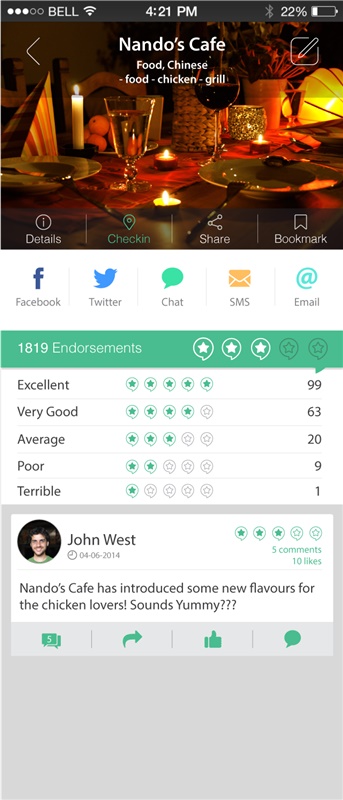 BELL 4:21 PM 22%
Nando's Cafe
Food, Chinese
- food - chicken - grill
Details Checkin Share Bookmark
Facebook Twitter Chat SMS Email
1819 Endorsements
Excellent 99
Very Good 63
Average 20
Poor 9
Terrible 1
John West
04-06-2014
5 comments
10 likes
Nando's Cafe has introduced some new flavours for
the chicken lovers! Sounds Yummy???
5